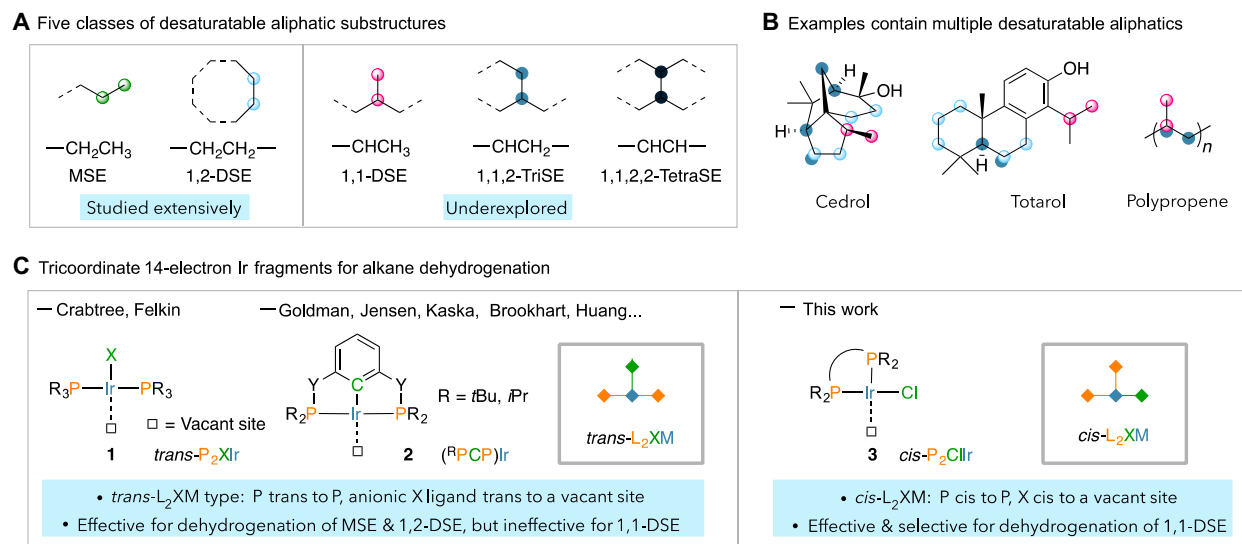 A Five classes of desaturatable aliphatic substructures
—CH₂CH₃
MSE
—CH₂CH₂—
1,2-DSE
Studied extensively
—CHCH₃
1,1-DSE
—CHCH₂—
1,1,2-TriSE
—CHCH—
1,1,2,2-TetraSE
Underexplored
B Examples contain multiple desaturatable aliphatics
H
OH
H
Cedrol
OH
H
Totarol
n
Polypropene
C Tricoordinate 14-electron Ir fragments for alkane dehydrogenation
— Crabtree, Felkin
X
R₃P—Ir—PR₃
□ = Vacant site
1 trans-P₂XIr
— Goldman, Jensen, Kaska, Brookhart, Huang...
Y C Y
R₂P—Ir—PR₂
R = tBu, iPr
2 (ᴿPCP)Ir
trans-L₂XM
• trans-L₂XM type: P trans to P, anionic X ligand trans to a vacant site
• Effective for dehydrogenation of MSE & 1,2-DSE, but ineffective for 1,1-DSE
— This work
PR₂
R₂P—Ir—Cl
3 cis-P₂ClIr
cis-L₂XM
• cis-L₂XM: P cis to P, X cis to a vacant site
• Effective & selective for dehydrogenation of 1,1-DSE